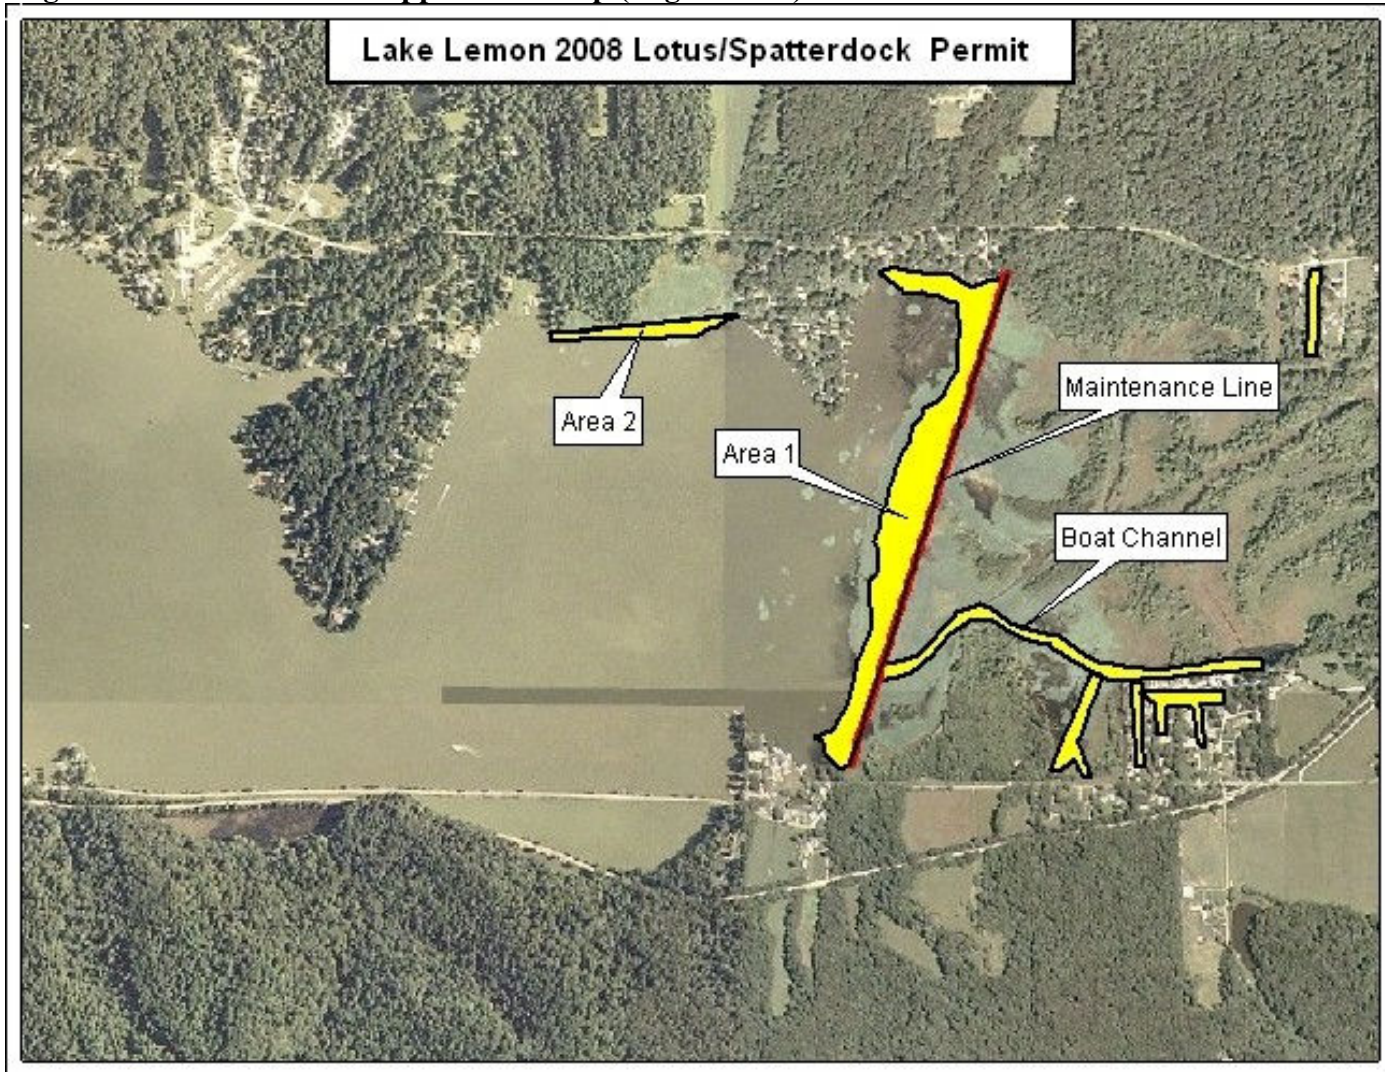 Lake Lemon 2008 Lotus/Spatterdock Permit
Maintenance Line
Area 2
Area 1
Boat Channel